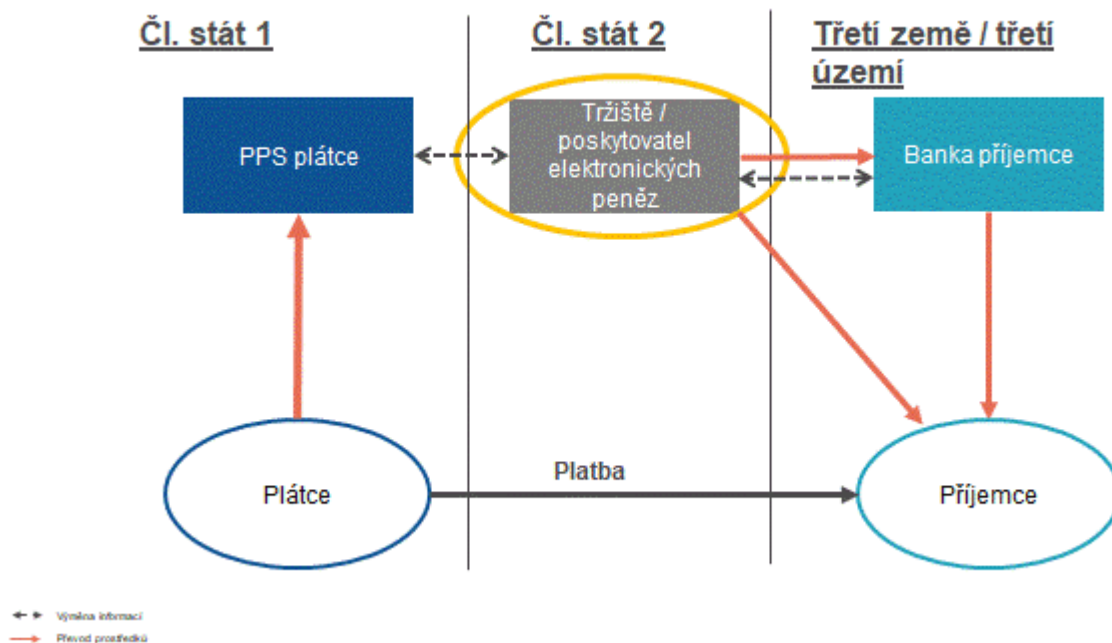 Čl. stát 1
Čl. stát 2
Třetí země / třetí
území
PPS plátce
Tržiště /
poskytovatel
elektronických
peněz
Banka příjemce
Platba
Plátce
Příjemce
Výměna informací
Převod prostředků